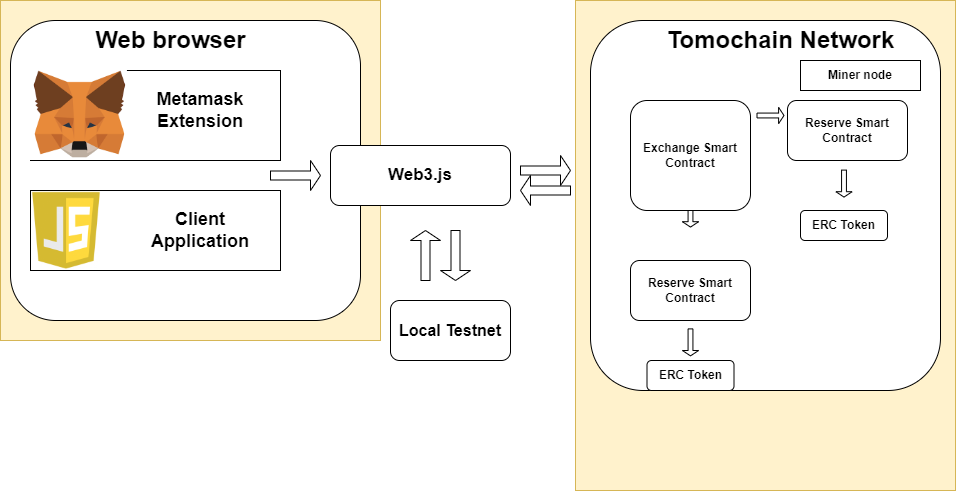 Web browser
Metamask
Extension
JS
Client
Application
Web3.js
Local Testnet
Tomochain Network
Miner node
Exchange Smart
Contract
Reserve Smart
Contract
ERC Token
Reserve Smart
Contract
ERC Token